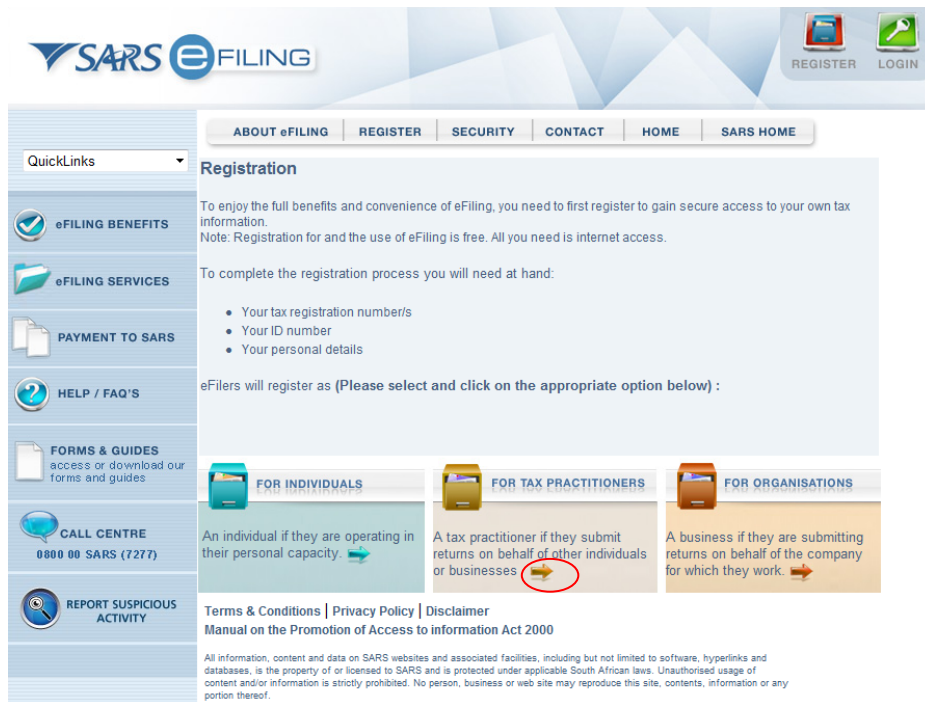 SARS eFILING
REGISTER
LOGIN
ABOUT eFILING
REGISTER
SECURITY
CONTACT
HOME
SARS HOME
QuickLinks
eFILING BENEFITS
eFILING SERVICES
PAYMENT TO SARS
HELP / FAQ'S
FORMS & GUIDES
access or download our
forms and guides
CALL CENTRE
0800 00 SARS (7277)
REPORT SUSPICIOUS
ACTIVITY
Registration
To enjoy the full benefits and convenience of eFiling, you need to first register to gain secure access to your own tax
information.
Note: Registration for and the use of eFiling is free. All you need is internet access.
To complete the registration process you will need at hand:
• Your tax registration number/s
• Your ID number
• Your personal details
eFilers will register as (Please select and click on the appropriate option below) :
FOR INDIVIDUALS
An individual if they are operating in
their personal capacity.
FOR TAX PRACTITIONERS
A tax practitioner if they submit
returns on behalf of other individuals
or businesses
FOR ORGANISATIONS
A business if they are submitting
returns on behalf of the company
for which they work.
Terms & Conditions | Privacy Policy | Disclaimer
Manual on the Promotion of Access to information Act 2000
All information, content and data on SARS websites and associated facilities, including but not limited to software, hyperlinks and
databases, is the property of or licensed to SARS and is protected under applicable South African laws. Unauthorised usage of
content and/or information is strictly prohibited. No person, business or web site may reproduce this site, contents, information or any
portion thereof.